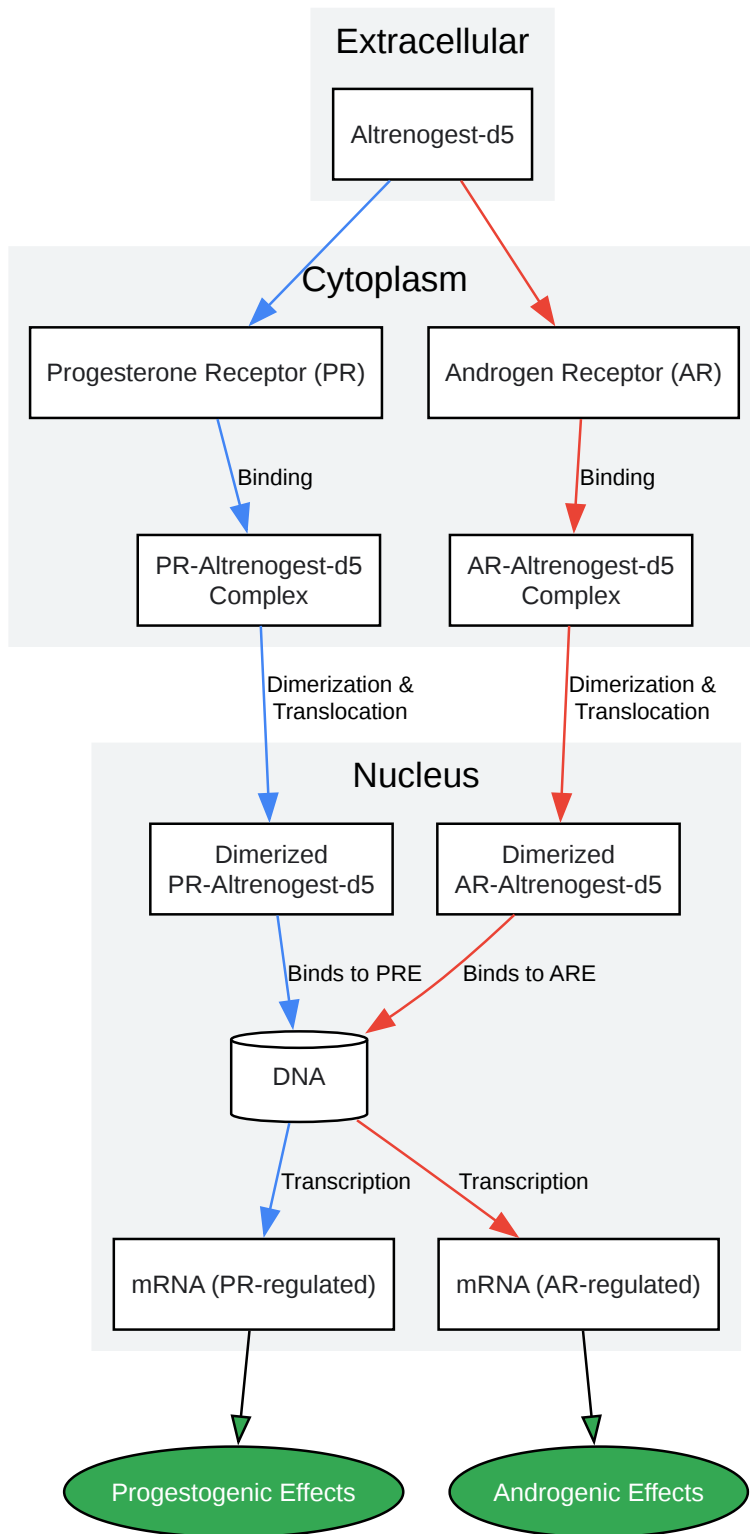 Extracellular
Altrenogest-d5
Cytoplasm
Progesterone Receptor (PR)
Androgen Receptor (AR)
Binding
Binding
PR-Altrenogest-d5
Complex
AR-Altrenogest-d5
Complex
Dimerization &
Translocation
Dimerization &
Translocation
Nucleus
Dimerized
PR-Altrenogest-d5
Dimerized
AR-Altrenogest-d5
Binds to PRE
Binds to ARE
DNA
Transcription
Transcription
mRNA (PR-regulated)
mRNA (AR-regulated)
Progestogenic Effects
Androgenic Effects